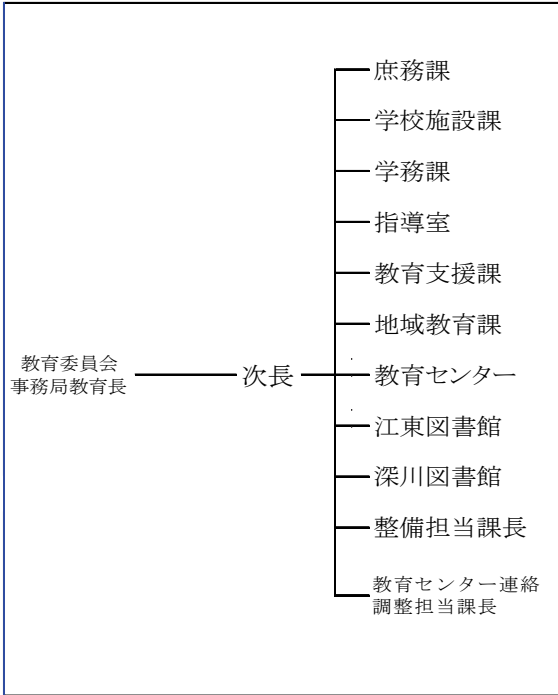 庶務課
学校施設課
学務課
指導室
教育支援課
地域教育課
教育委員会
事務局教育長
次長
教育センター
江東図書館
深川図書館
整備担当課長
教育センター連絡
調整担当課長